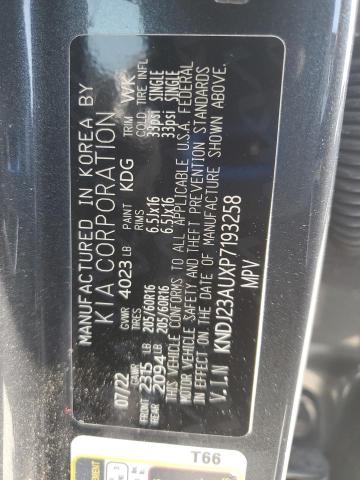 MANUFACTURED IN KOREA BY
KIA CORPORATION
07/22 GVWR 4023 LB PAINT KDG TRIM WK
GAWR TIRES RIMS COLD TIRE INFL
FRONT 2315 LB 205/60R16 6.5Jx16 33psi SINGLE
REAR 2094 LB 205/60R16 6.5Jx16 33psi SINGLE
THIS VEHICLE CONFORMS TO ALL APPLICABLE U.S.A. FEDERAL
MOTOR VEHICLE SAFETY AND THEFT PREVENTION STANDARDS
IN EFFECT ON THE DATE OF MANUFACTURE SHOWN ABOVE.
V.I.N KNDJ23AUXP7193258
MPV
T66